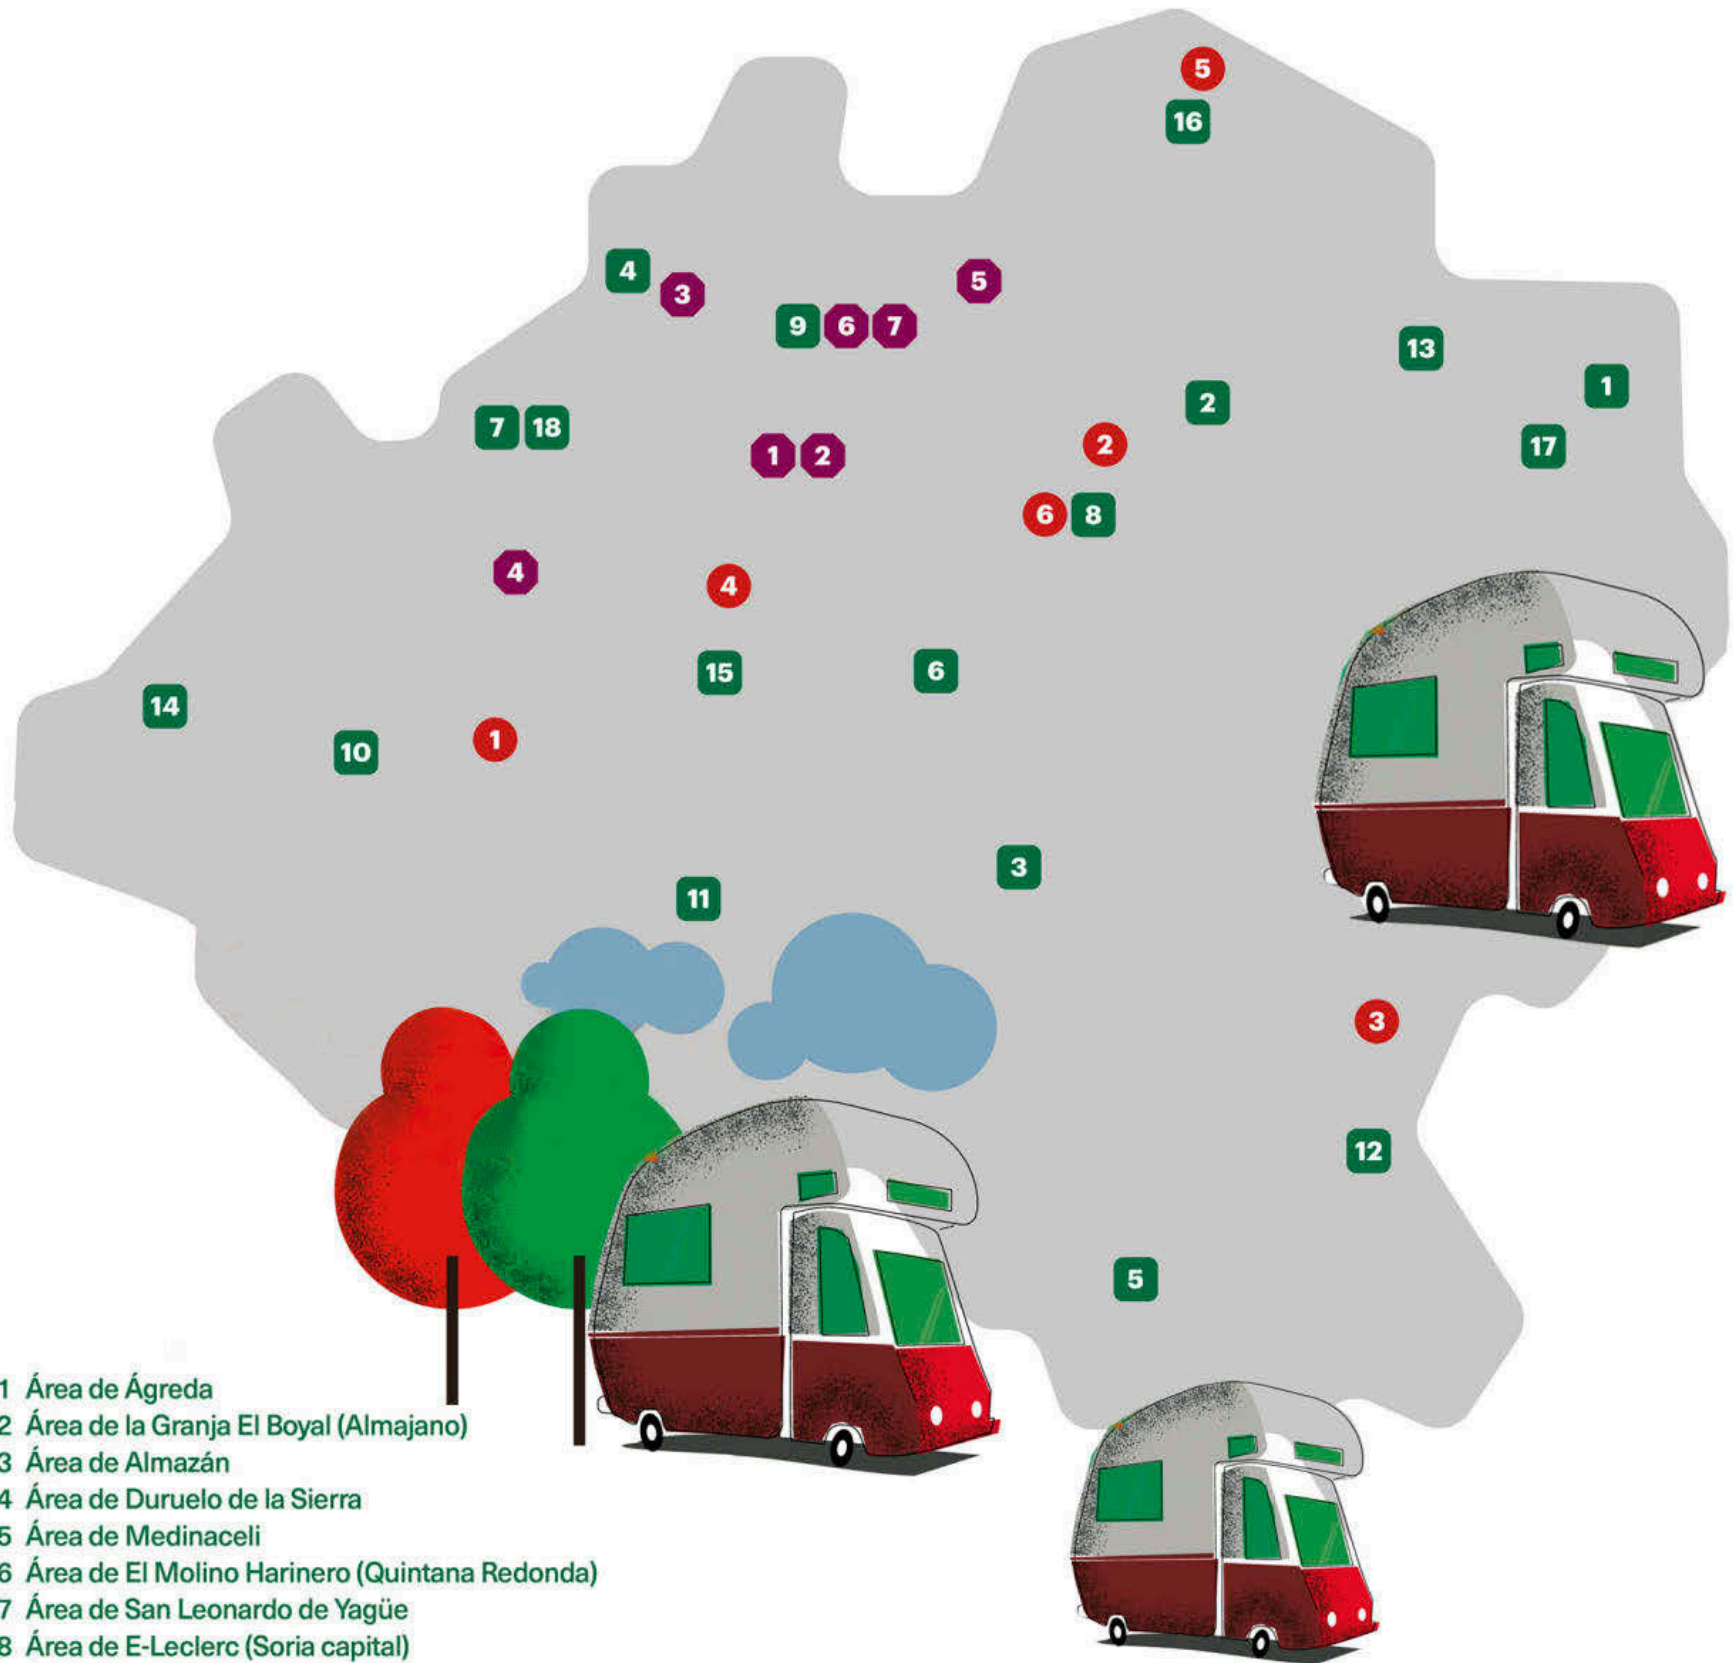 5
16
4
3
5
9 6 7
13
1
2
7 18
2
17
1 2
6 8
4
4
15
6
14
1
10
3
11
3
12
5
1 Área de Ágreda
2 Área de la Granja El Boyal (Almajano)
3 Área de Almazán
4 Área de Duruelo de la Sierra
5 Área de Medinaceli
6 Área de El Molino Harinero (Quintana Redonda)
7 Área de San Leonardo de Yagüe
8 Área de E-Leclerc (Soria capital)